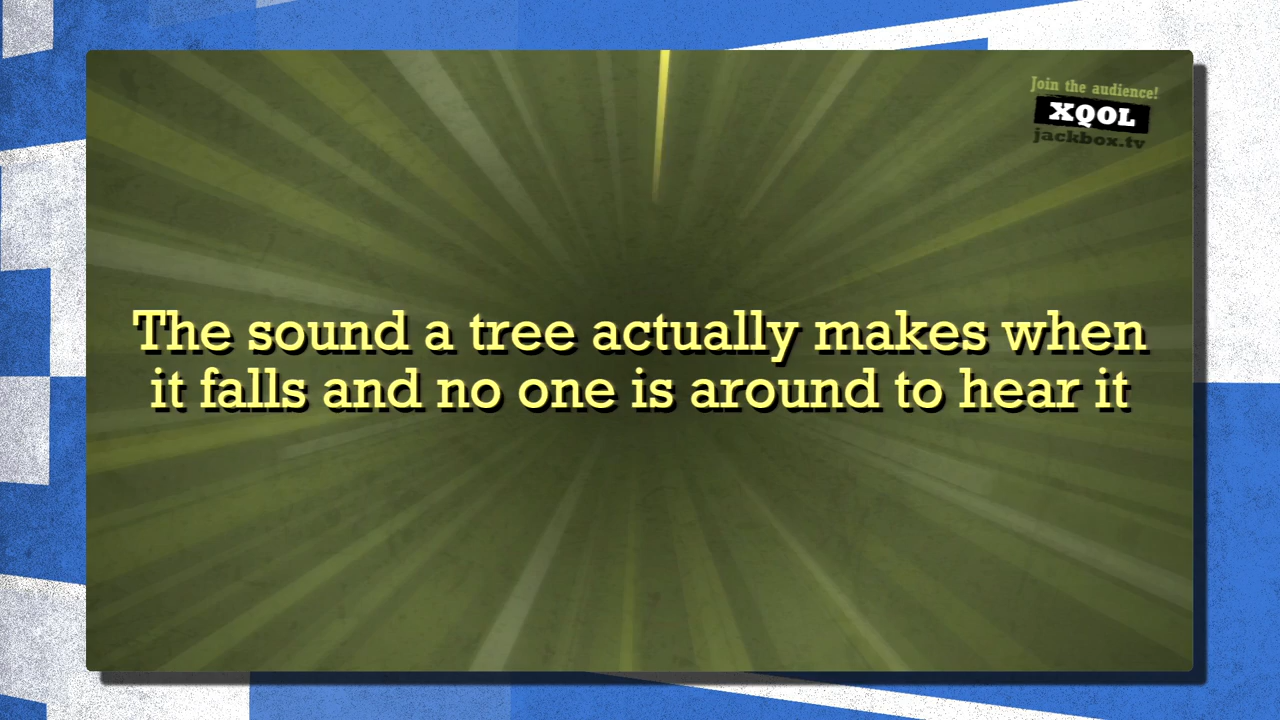 Join the audience!
XQOL
jackbox.tv
The sound a tree actually makes when
it falls and no one is around to hear it